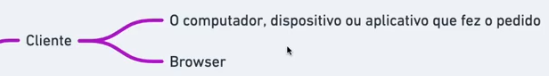 O computador, dispositivo ou aplicativo que fez o pedido
Cliente
Browser